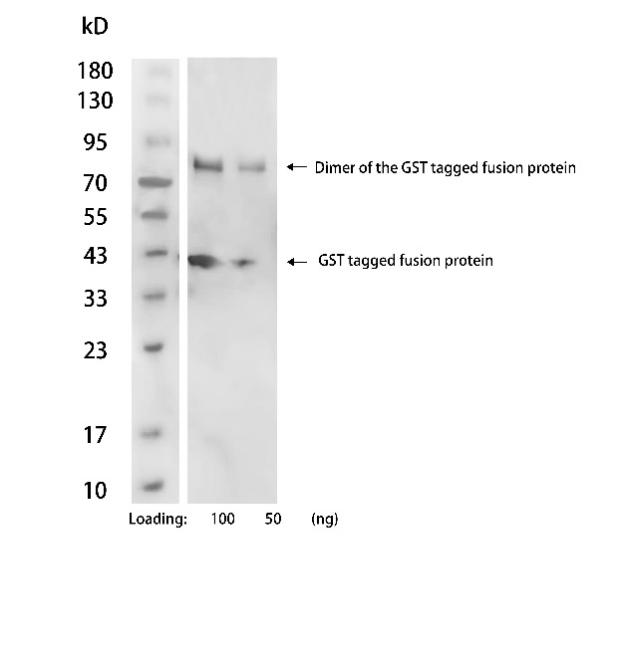 kD
180
130
95
70
55
43
33
23
17
10
Dimer of the GST tagged fusion protein
GST tagged fusion protein
Loading: 100 50 (ng)